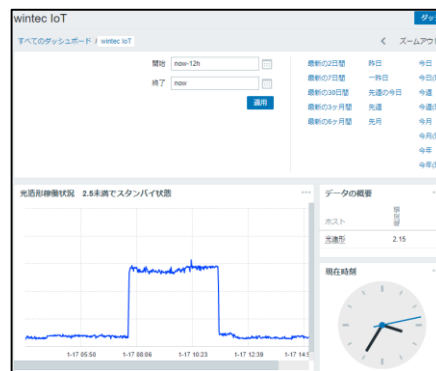 wintec IoT
ダッ
すべてのダッシュボード / wintec IoT
ズームアウト
開始 now-12h
終了 now
適用
最新の2日間 昨日 今日
最新の7日間 一昨日 今日(
最新の30日間 先週の今日 今週
最新の3ヶ月間 先週 今週(
最新の6ヶ月間 先月 今月
今月(
今年
今年(
光造形稼働状況 2.5未満でスタンバイ状態
データの概要
ホスト
光造形 2.15
現在時刻
1-17 05:50 1-17 08:06 1-17 10:23 1-17 12:39 1-17 14:5